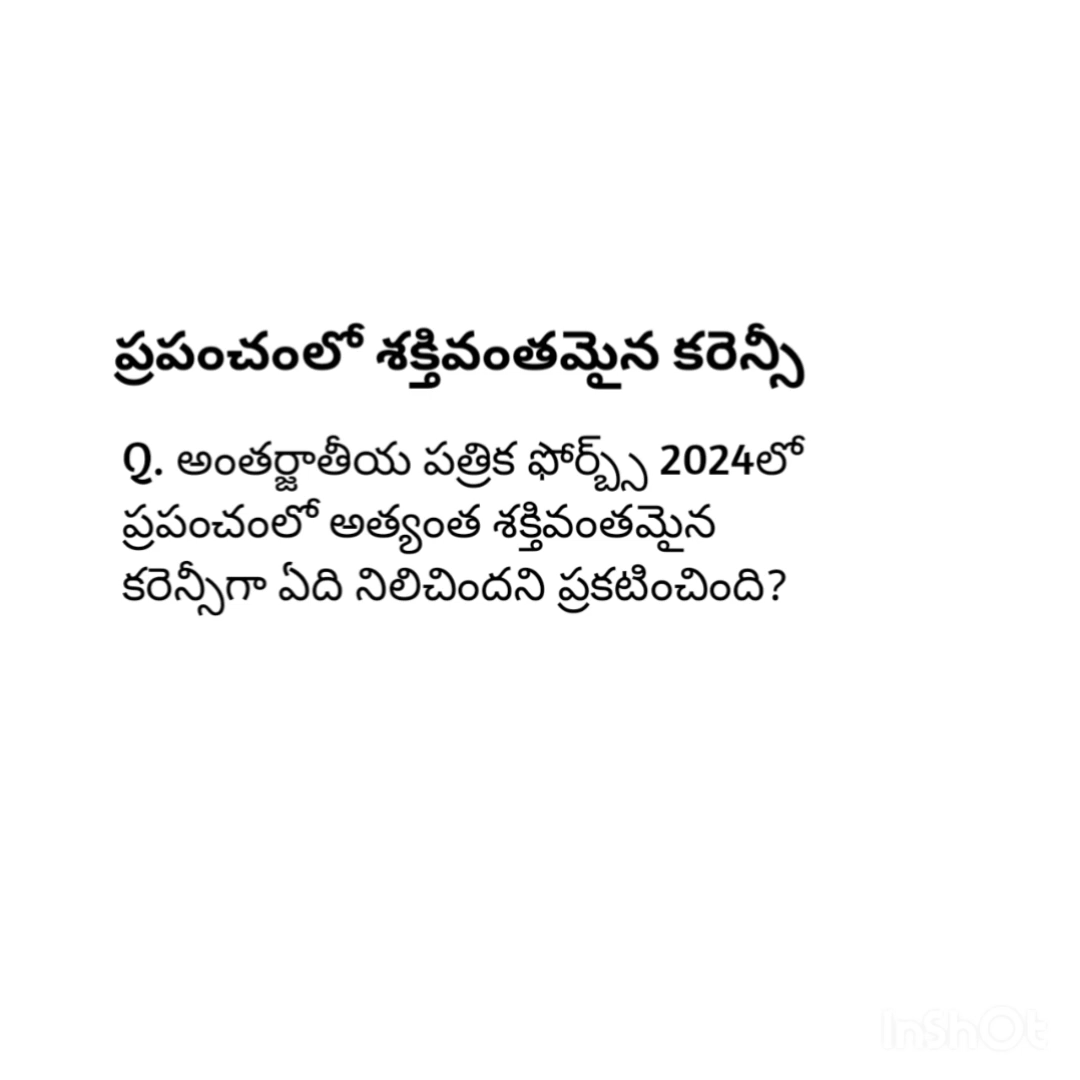 ప్రపంచంలో శక్తివంతమైన కరెన్సీ
Q. అంతర్జాతీయ పత్రిక ఫోర్బ్స్ 2024లో
ప్రపంచంలో అత్యంత శక్తివంతమైన
కరెన్సీగా ఏది నిలిచిందని ప్రకటించింది?
InShOt